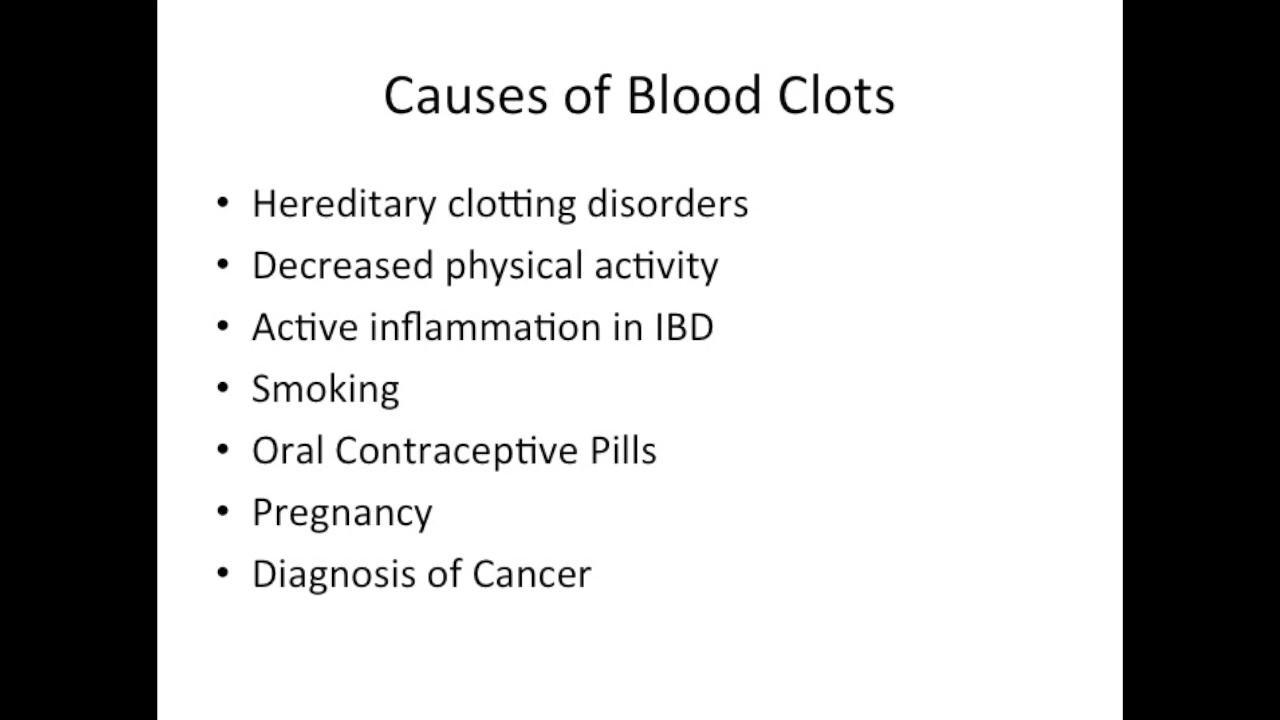 Causes of Blood Clots
• Hereditary clotting disorders
• Decreased physical activity
• Active inflammation in IBD
• Smoking
• Oral Contraceptive Pills
• Pregnancy
• Diagnosis of Cancer